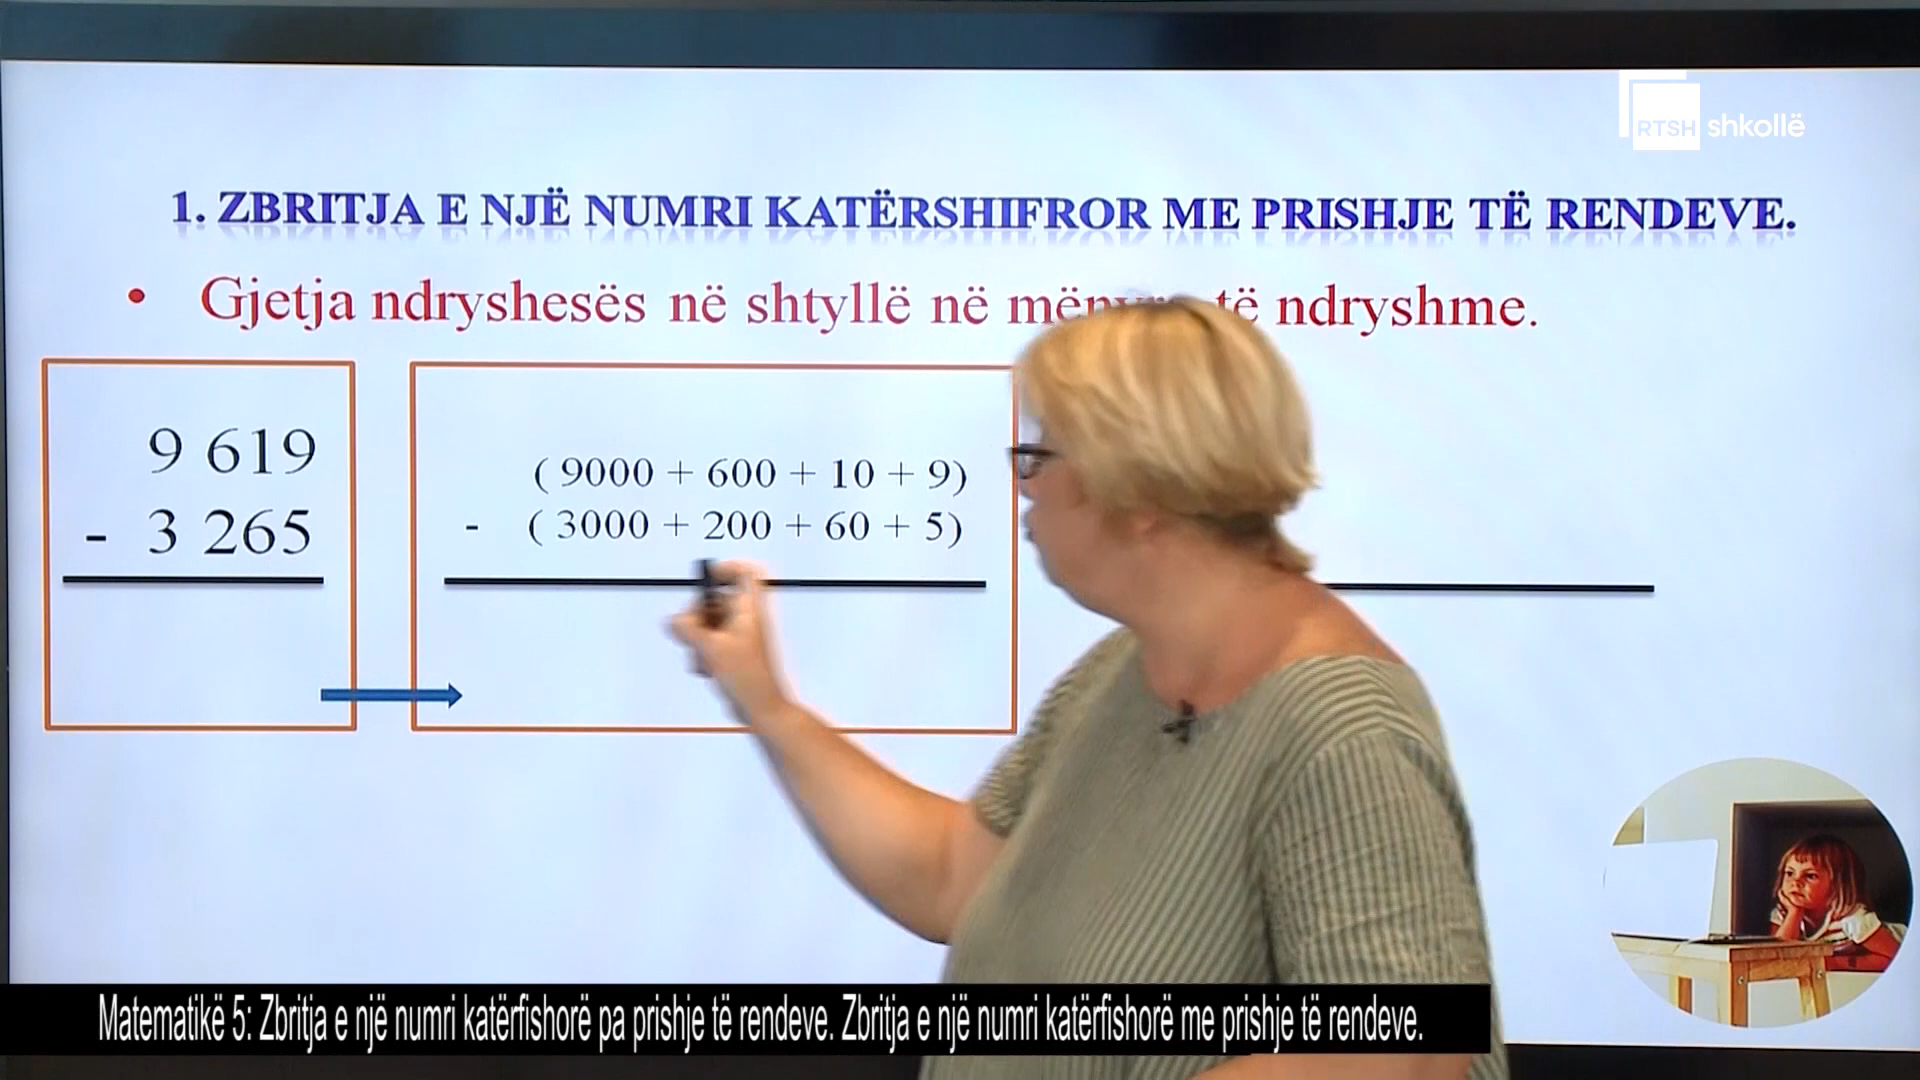 RTSH shkollë
1. ZBRITJA E NJË NUMRI KATËRSHIFROR ME PRISHJE TË RENDEVE.
• Gjetja ndryshesës në shtyllë në të ndryshme.
9 619
- 3 265
( 9000 + 600 + 10 + 9)
- ( 3000 + 200 + 60 + 5)
Matematikë 5: Zbritja e një numri katërfishorë pa prishje të rendeve. Zbritja e një numri katërfishorë me prishje të rendeve.